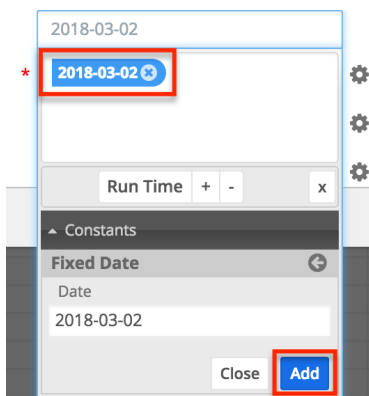 2018-03-02
* 2018-03-02
Run Time + - x
Constants
Fixed Date
Date
2018-03-02
Close Add